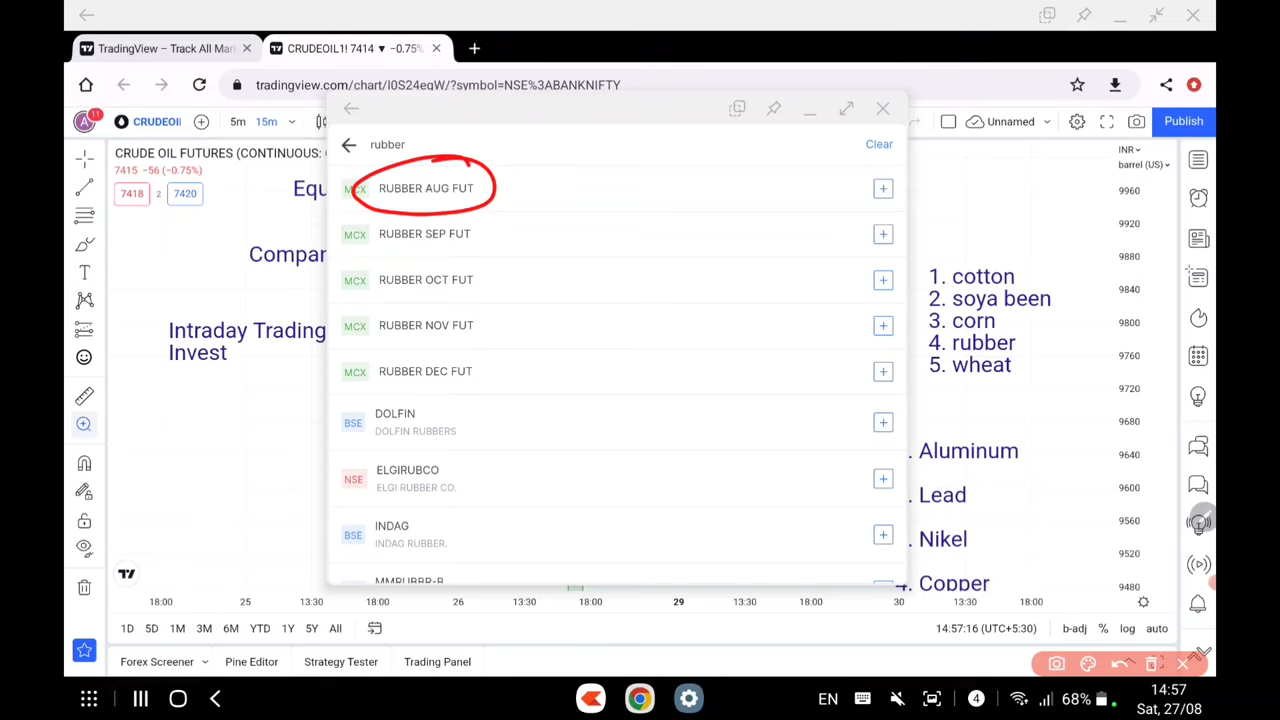 TradingView – Track All Mar
CRUDEOIL1! 7414 ▼ −0.75%
tradingview.com/chart/I0S24eqW/?symbol=NSE%3ABANKNIFTY
11
A
CRUDEOI
5m
15m
Unnamed
Publish
CRUDE OIL FUTURES (CONTINUOUS:
7415 −56 (−0.75%)
7418
2
7420
INR
barrel (US)
rubber
Clear
MCX RUBBER AUG FUT
MCX RUBBER SEP FUT
MCX RUBBER OCT FUT
MCX RUBBER NOV FUT
MCX RUBBER DEC FUT
BSE DOLFIN
DOLFIN RUBBERS
NSE ELGIRUBCO
ELGI RUBBER CO.
BSE INDAG
INDAG RUBBER.
MMRUBBR-B
Equ
Compan
Intraday Trading
Invest
1. cotton
2. soya been
3. corn
4. rubber
5. wheat
. Aluminum
. Lead
. Nikel
4. Copper
9960
9920
9880
9840
9800
9760
9720
9680
9640
9600
9560
9520
9480
18:00 25 13:30 18:00 26 13:30 18:00 29 13:30 18:00 30 13:30 18:00
1D 5D 1M 3M 6M YTD 1Y 5Y All
14:57:16 (UTC+5:30)
b-adj % log auto
Forex Screener
Pine Editor
Strategy Tester
Trading Panel
EN
4
68%
14:57
Sat, 27/08